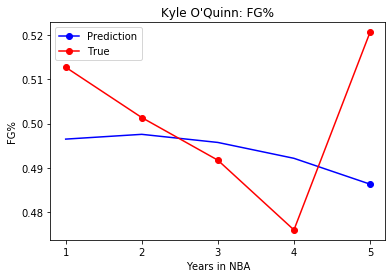 Kyle O'Quinn: FG%
Prediction
True
FG%
0.52
0.51
0.50
0.49
0.48
1 2 3 4 5
Years in NBA